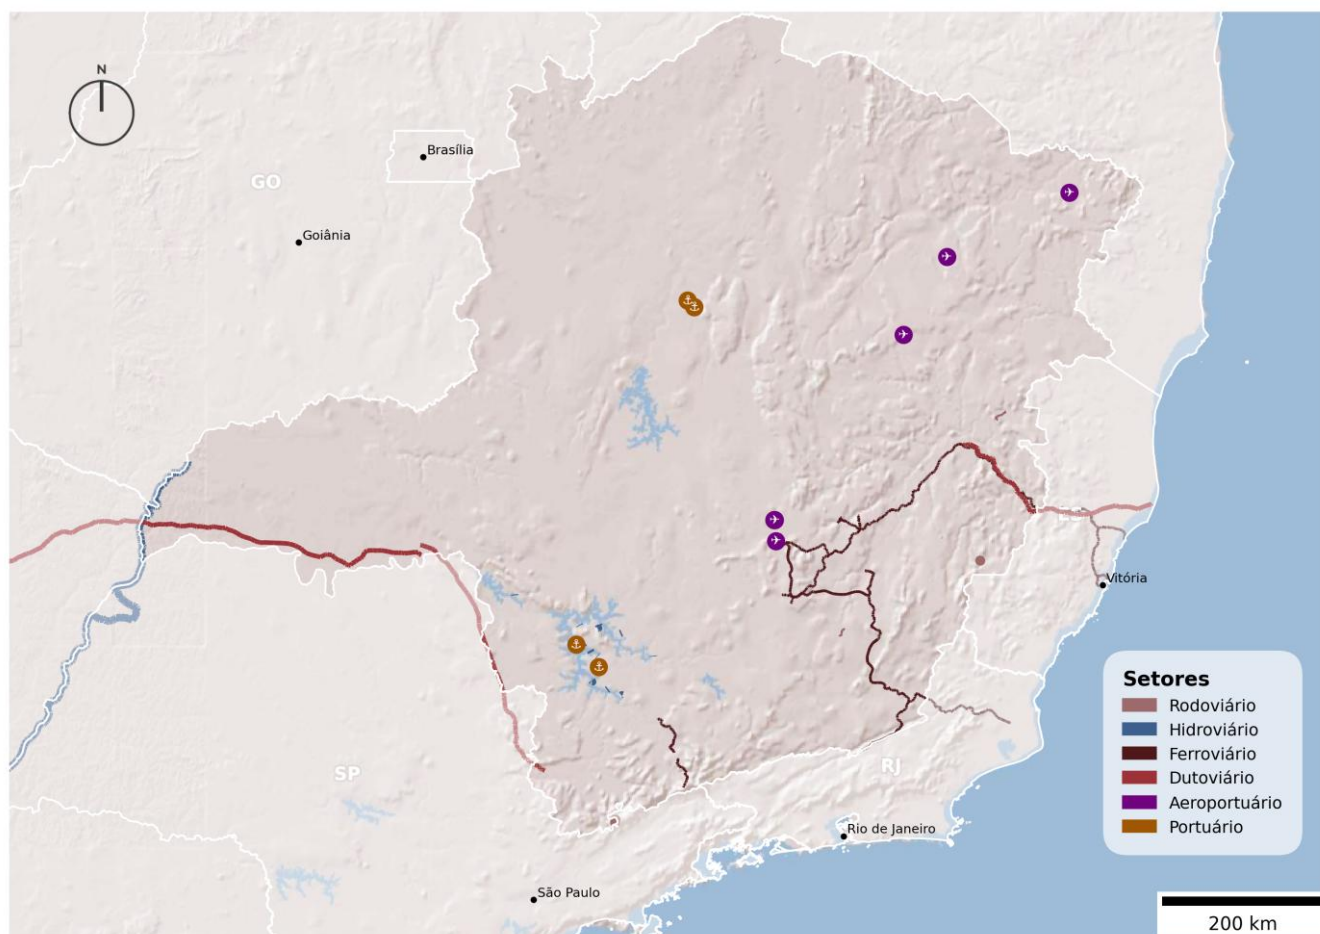 N
Brasília
GO
Goiânia
ES
Vitória
Setores
Rodoviário
Hidroviário
Ferroviário
Dutoviário
Aeroportuário
Portuário
SP
RJ
Rio de Janeiro
São Paulo
200 km